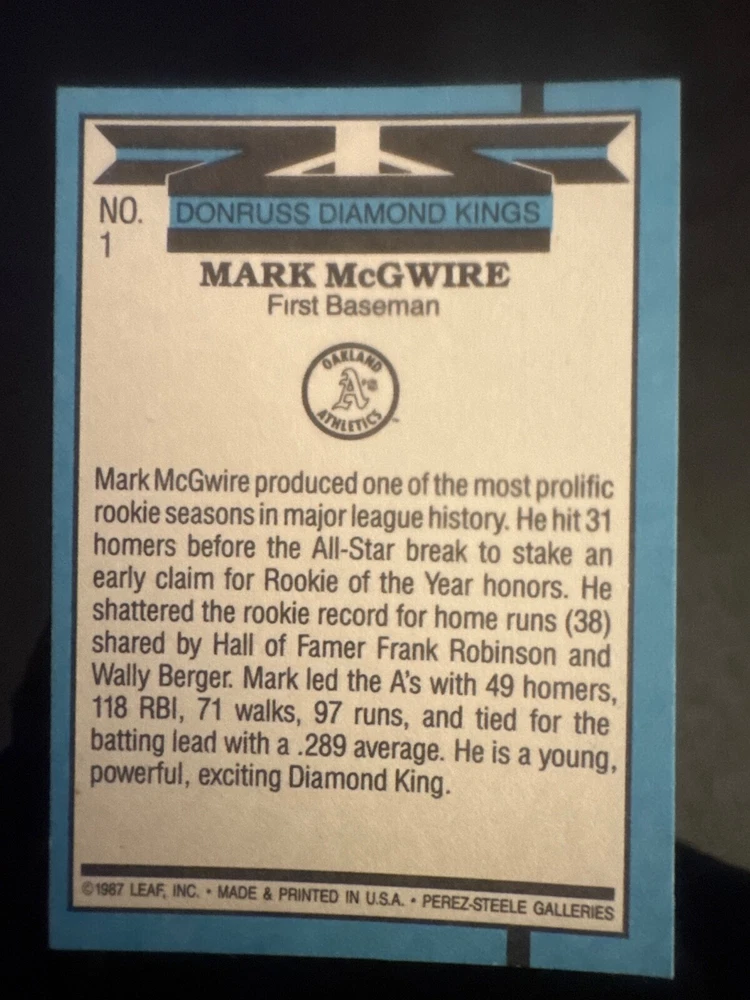 NO.
1
DONRUSS DIAMOND KINGS
MARK McGWIRE
First Baseman
OAKLAND
A's®
ATHLETICS™
Mark McGwire produced one of the most prolific
rookie seasons in major league history. He hit 31
homers before the All-Star break to stake an
early claim for Rookie of the Year honors. He
shattered the rookie record for home runs (38)
shared by Hall of Famer Frank Robinson and
Wally Berger. Mark led the A's with 49 homers,
118 RBI, 71 walks, 97 runs, and tied for the
batting lead with a .289 average. He is a young,
powerful, exciting Diamond King.
©1987 LEAF, INC. • MADE & PRINTED IN U.S.A. • PEREZ-STEELE GALLERIES